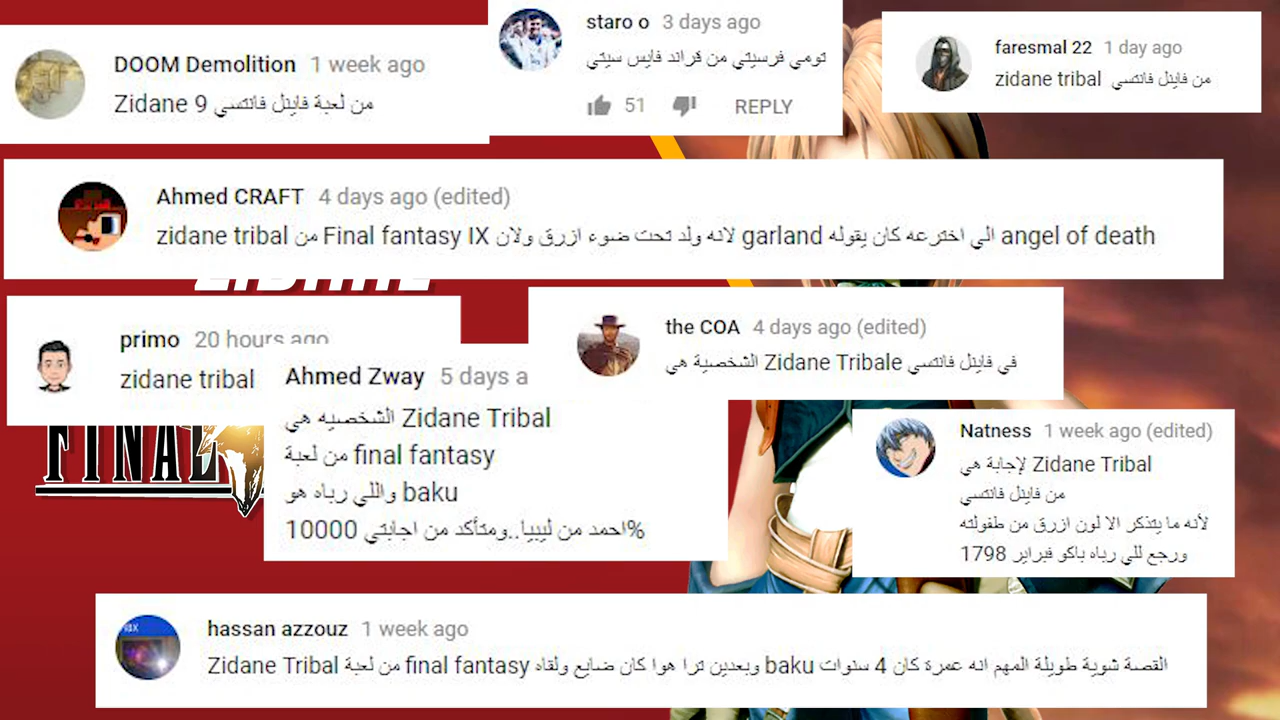 DOOM Demolition 1 week ago
Zidane 9 من لعبة فاينل فانتسي
staro o 3 days ago
تومي فرسيتي من قراند فايس سيتي
51 REPLY
faresmal 22 1 day ago
zidane tribal من فاينل فانتسي
Ahmed CRAFT 4 days ago (edited)
zidane tribal من Final fantasy IX لانه ولد تحت ضوء ازرق ولان garland الي اخترعه كان يقوله angel of death
primo 20 hours ago
zidane tribal
the COA 4 days ago (edited)
الشخصية هي Zidane Tribale في فاينل فانتسي
Ahmed Zway 5 days a
الشخصيه هي Zidane Tribal
من لعبة final fantasy
واللي رباه هو baku
احمد من ليبيا..ومتأكد من اجابتي 10000%
FINAL
Natness 1 week ago (edited)
لإجابة هي Zidane Tribal
من فاينل فانتسي
لأنه ما يتذكر الا لون ازرق من طفولته
ورجع للي رباه باكو فبراير 1798
hassan azzouz 1 week ago
Zidane Tribal من لعبة final fantasy القصة شوية طويلة المهم انه عمرة كان 4 سنوات baku وبعدين ترا هوا كان ضايع ولقاه